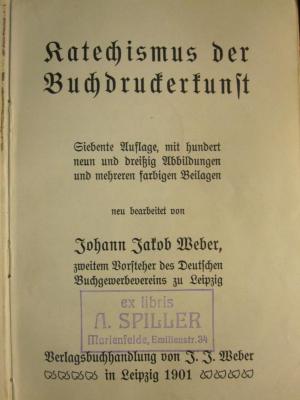 Katechismus der
Buchdruckerkunst
Siebente Auflage, mit hundert
neun und dreißig Abbildungen
und mehreren farbigen Beilagen
neu bearbeitet von
Johann Jakob Weber,
zweitem Vorsteher des Deutschen
Buchgewerbevereins zu Leipzig
ex libris
A. SPILLER
Marienfelde, Emilienstr. 34
Verlagsbuchhandlung von J. J. Weber
in Leipzig 1901